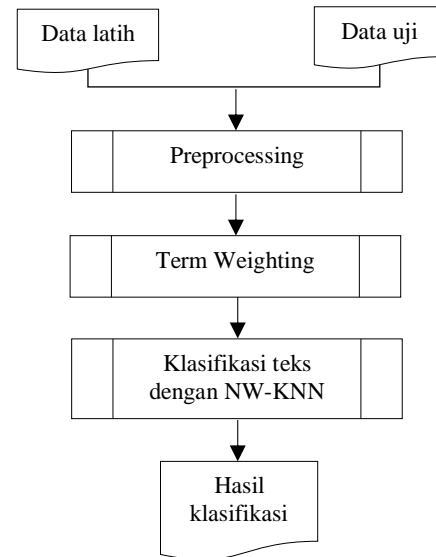 Data latih
Data uji
Preprocessing
Term Weighting
Klasifikasi teks
dengan NW-KNN
Hasil
klasifikasi